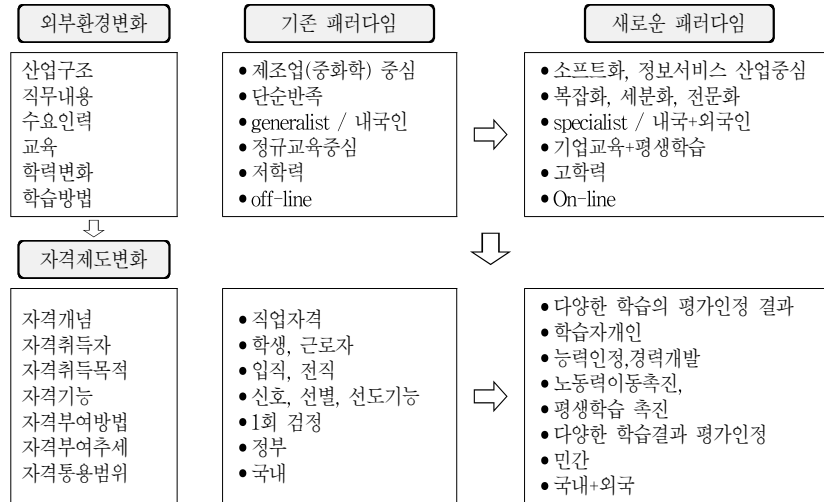 외부환경변화
기존 패러다임
새로운 패러다임
산업구조
직무내용
수요인력
교육
학력변화
학습방법
•제조업(중화학) 중심
•단순반족
•generalist / 내국인
•정규교육중심
•저학력
•off-line
•소프트화, 정보서비스 산업중심
•복잡화, 세분화, 전문화
•specialist / 내국+외국인
•기업교육+평생학습
•고학력
•On-line
자격제도변화
자격개념
자격취득자
자격취득목적
자격기능
자격부여방법
자격부여추세
자격통용범위
•직업자격
•학생, 근로자
•입직, 전직
•신호, 선별, 선도기능
•1회 검정
•정부
•국내
•다양한 학습의 평가인정 결과
•학습자개인
•능력인정,경력개발
•노동력이동촉진,
•평생학습 촉진
•다양한 학습결과 평가인정
•민간
•국내+외국